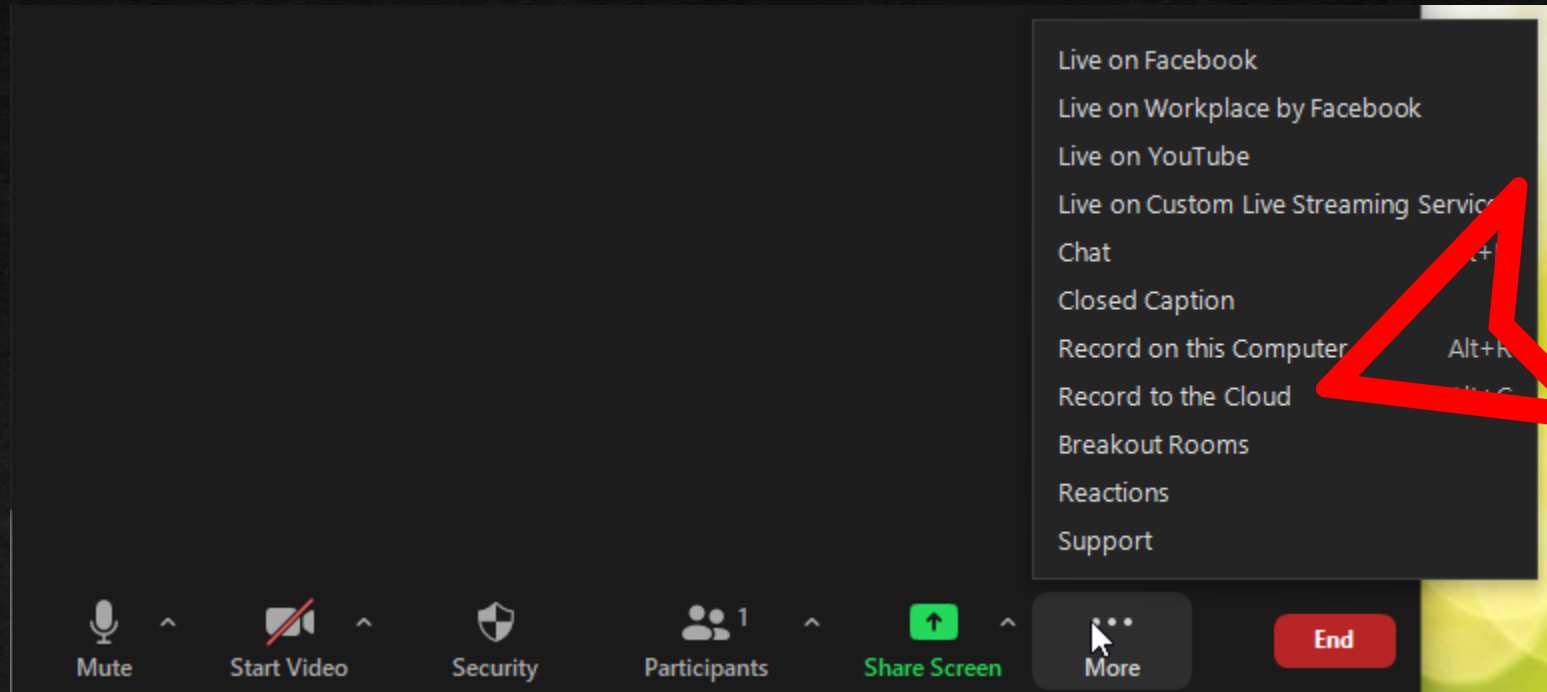 Live on Facebook
Live on Workplace by Facebook
Live on YouTube
Live on Custom Live Streaming Service
Chat
Closed Caption
Record on this Computer Alt+R
Record to the Cloud
Breakout Rooms
Reactions
Support
1
Mute Start Video Security Participants Share Screen More End